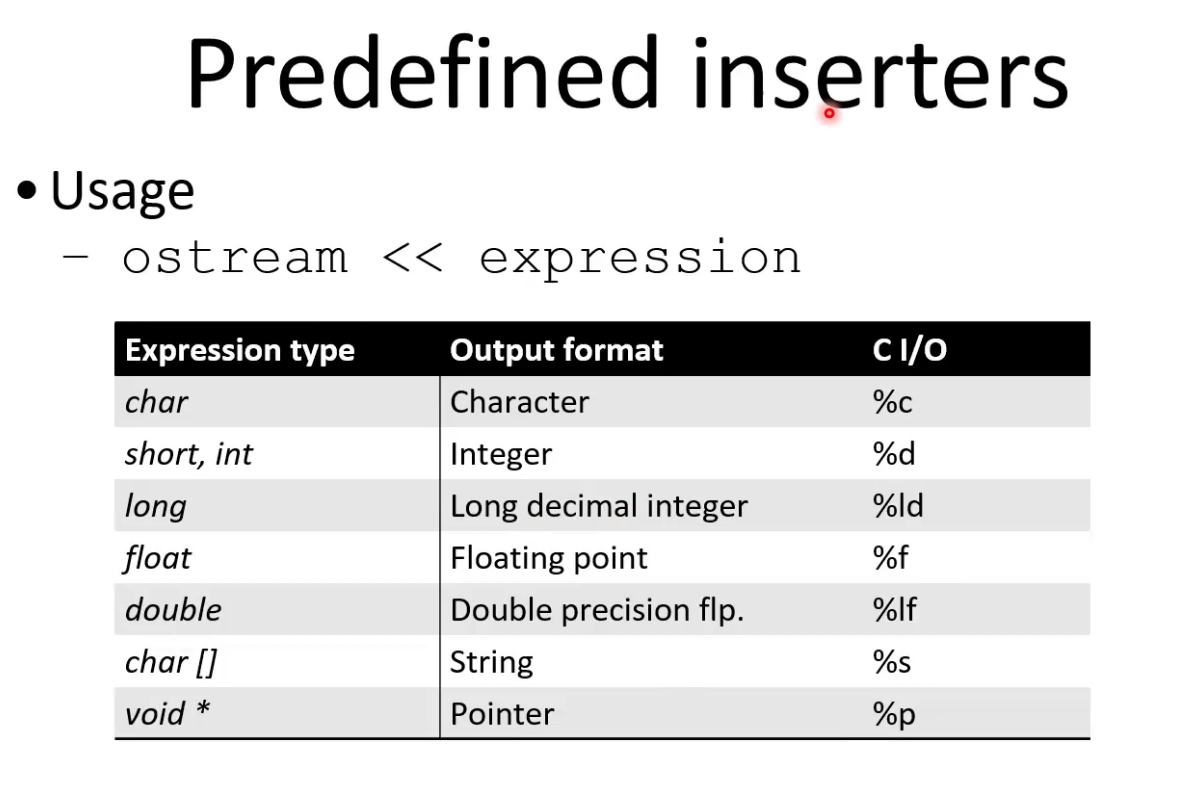 Predefined inserters
• Usage
– ostream << expression
Expression type Output format C I/O
char Character %c
short, int Integer %d
long Long decimal integer %ld
float Floating point %f
double Double precision flp. %lf
char [] String %s
void * Pointer %p